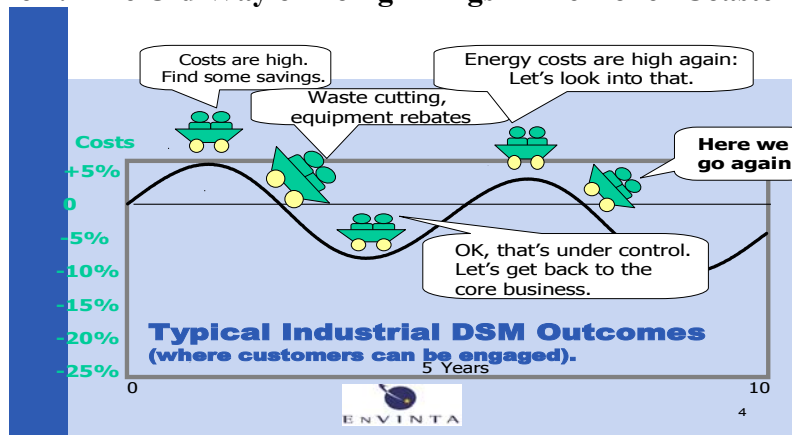 Costs are high.
Find some savings.
Energy costs are high again:
Let's look into that.
Waste cutting,
equipment rebates
Here we
go again
Costs
+5%
0
-5%
-10%
-15%
-20%
-25%
OK, that's under control.
Let's get back to the
core business.
Typical Industrial DSM Outcomes
(where customers can be engaged).
5 Years
0
10
ENVINTA
4